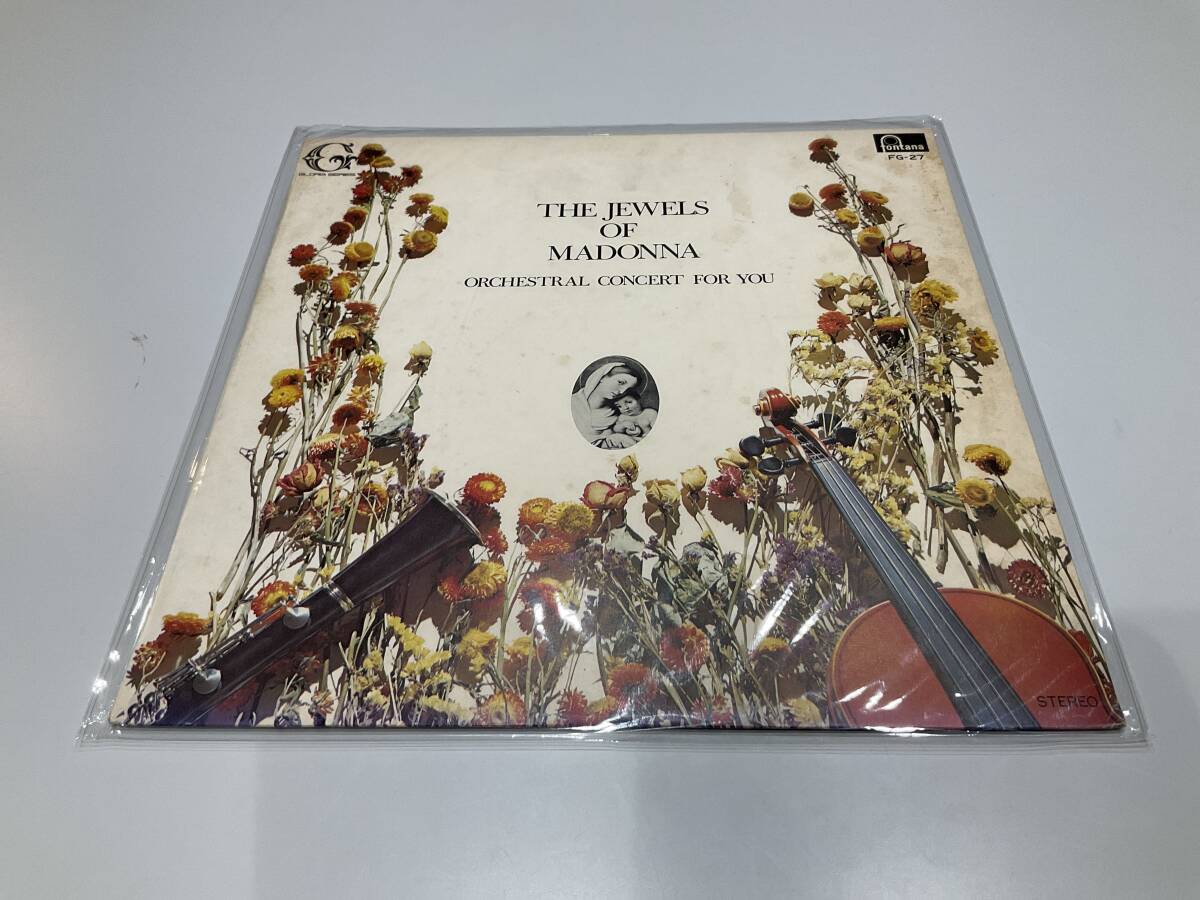 G
GLORIA SERIES
fontana
FG-27
THE JEWELS
OF
MADONNA
ORCHESTRAL CONCERT FOR YOU
STEREO